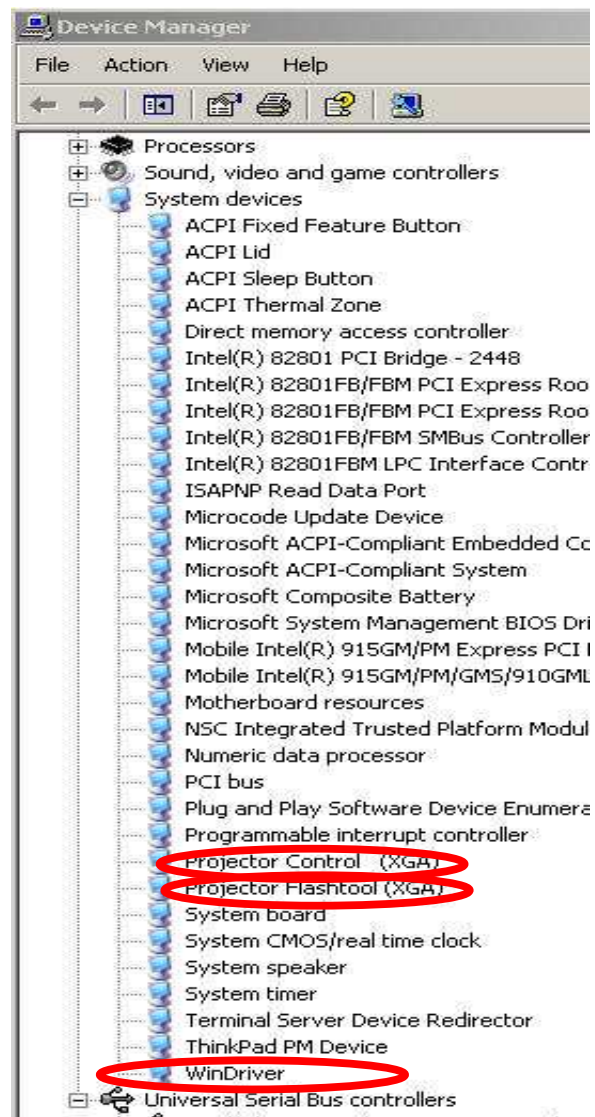 Device Manager
File Action View Help
Processors
Sound, video and game controllers
System devices
ACPI Fixed Feature Button
ACPI Lid
ACPI Sleep Button
ACPI Thermal Zone
Direct memory access controller
Intel(R) 82801 PCI Bridge - 2448
Intel(R) 82801FB/FBM PCI Express Roo
Intel(R) 82801FB/FBM PCI Express Roo
Intel(R) 82801FB/FBM SMBus Controller
Intel(R) 82801FBM LPC Interface Contr
ISAPNP Read Data Port
Microcode Update Device
Microsoft ACPI-Compliant Embedded Co
Microsoft ACPI-Compliant System
Microsoft Composite Battery
Microsoft System Management BIOS Dri
Mobile Intel(R) 915GM/PM Express PCI
Mobile Intel(R) 915GM/PM/GMS/910GML
Motherboard resources
NSC Integrated Trusted Platform Modul
Numeric data processor
PCI bus
Plug and Play Software Device Enumera
Programmable interrupt controller
Projector Control (XGA)
Projector Flashtool (XGA)
System board
System CMOS/real time clock
System speaker
System timer
Terminal Server Device Redirector
ThinkPad PM Device
WinDriver
Universal Serial Bus controllers